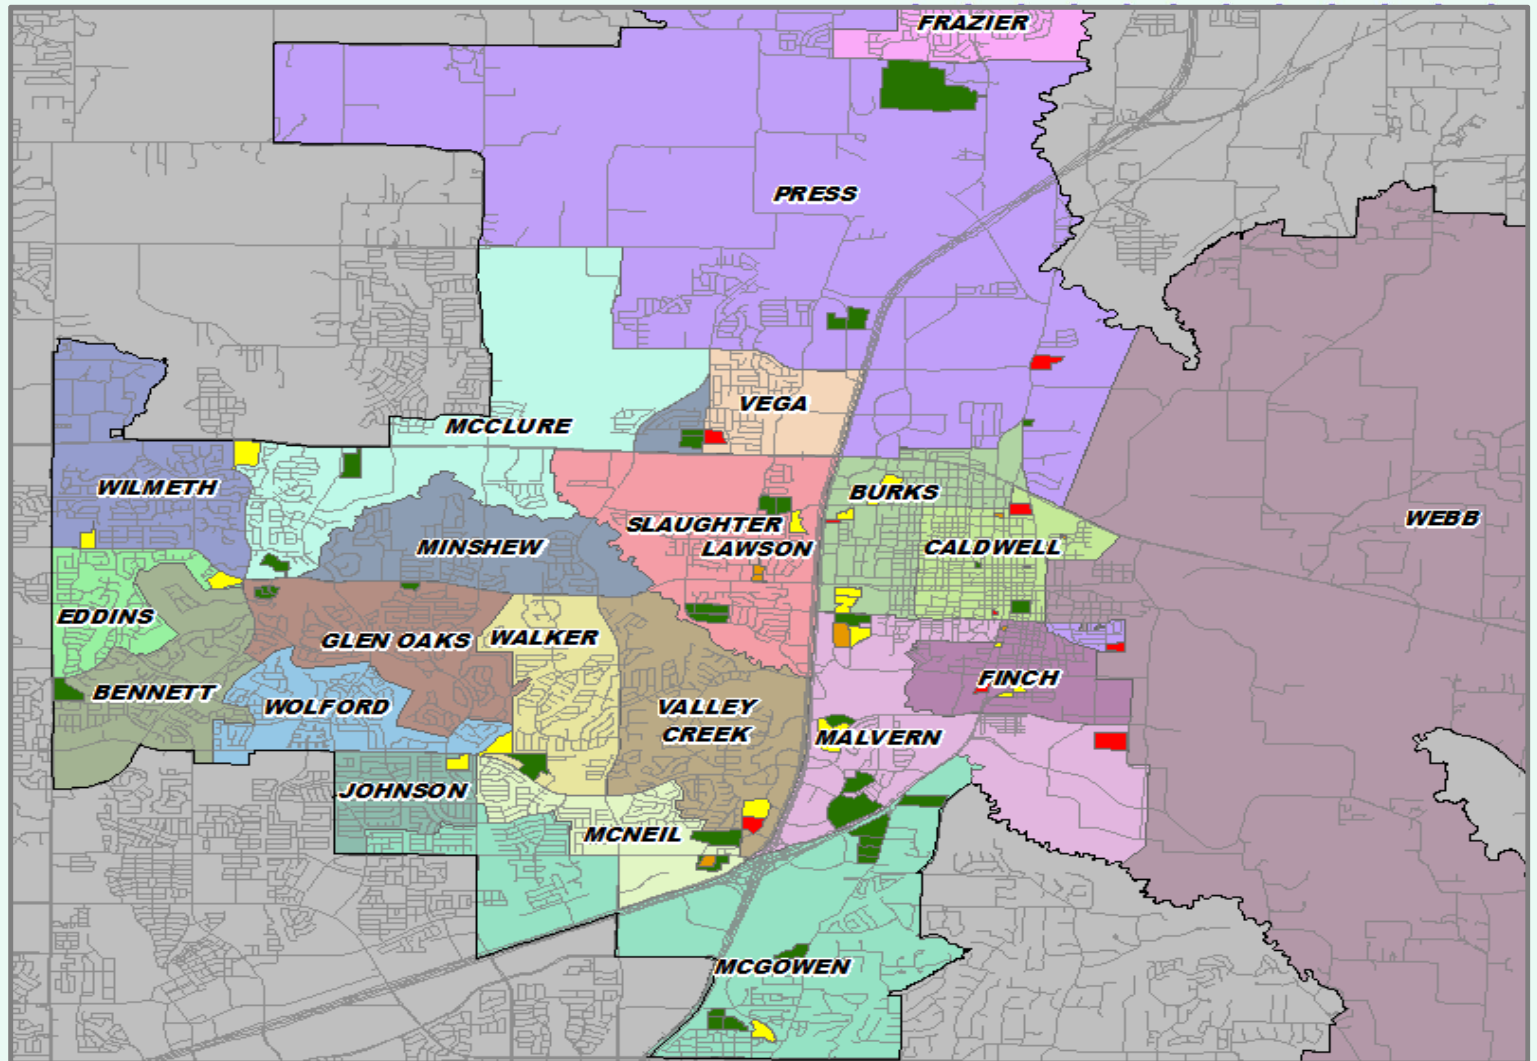 FRAZIER
PRESS
VEGA
MCCLURE
WILMETH
BURKS
SLAUGHTER
WEBB
MINSHEW
LAWSON
CALDWELL
EDDINS
GLEN OAKS
WALKER
FINCH
BENNETT
WOLFORD
VALLEY
CREEK
MALVERN
JOHNSON
MCNEIL
MCGOWEN